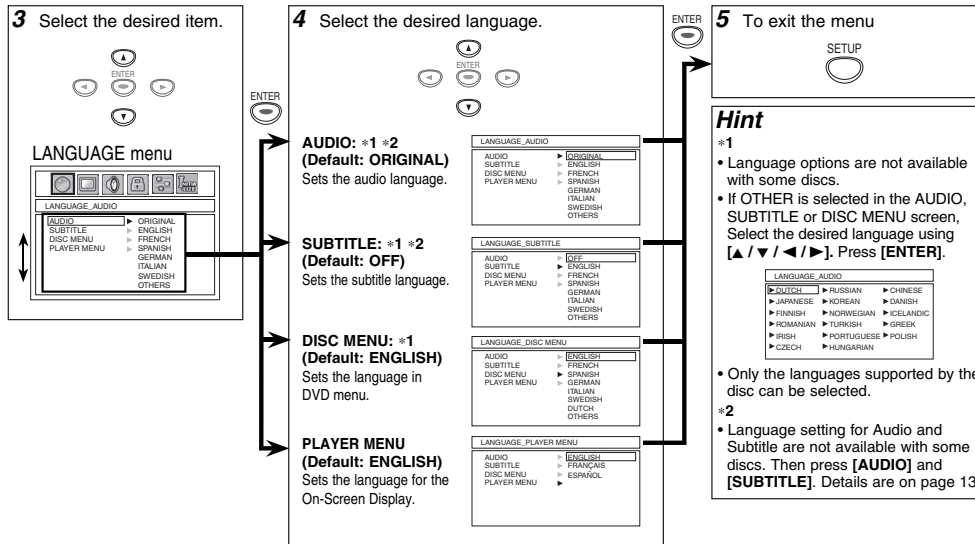 3 Select the desired item.
ENTER
LANGUAGE menu
LANGUAGE_AUDIO
AUDIO ▶ ORIGINAL
SUBTITLE ▶ ENGLISH
DISC MENU ▶ FRENCH
PLAYER MENU ▶ SPANISH
GERMAN
ITALIAN
SWEDISH
OTHERS
ENTER
4 Select the desired language.
ENTER
AUDIO: *1 *2
(Default: ORIGINAL)
Sets the audio language.
LANGUAGE_AUDIO
AUDIO ▶ ORIGINAL
SUBTITLE ▶ ENGLISH
DISC MENU ▶ FRENCH
PLAYER MENU ▶ SPANISH
GERMAN
ITALIAN
SWEDISH
OTHERS
SUBTITLE: *1 *2
(Default: OFF)
Sets the subtitle language.
LANGUAGE_SUBTITLE
AUDIO ▶ OFF
SUBTITLE ▶ ENGLISH
DISC MENU ▶ FRENCH
PLAYER MENU ▶ SPANISH
GERMAN
ITALIAN
SWEDISH
OTHERS
DISC MENU: *1
(Default: ENGLISH)
Sets the language in
DVD menu.
LANGUAGE_DISC MENU
AUDIO ▶ ENGLISH
SUBTITLE ▶ FRENCH
DISC MENU ▶ SPANISH
PLAYER MENU ▶ GERMAN
ITALIAN
SWEDISH
DUTCH
OTHERS
PLAYER MENU
(Default: ENGLISH)
Sets the language for the
On-Screen Display.
LANGUAGE_PLAYER MENU
AUDIO ▶ ENGLISH
SUBTITLE ▶ FRANÇAIS
DISC MENU ▶ ESPAÑOL
PLAYER MENU ▶
ENTER
5 To exit the menu
SETUP
Hint
*1
• Language options are not available
with some discs.
• If OTHER is selected in the AUDIO,
SUBTITLE or DISC MENU screen,
Select the desired language using
[▲ / ▼ / ◀ / ▶]. Press [ENTER].
LANGUAGE_AUDIO
▶ DUTCH ▶ RUSSIAN ▶ CHINESE
▶ JAPANESE ▶ KOREAN ▶ DANISH
▶ FINNISH ▶ NORWEGIAN ▶ ICELANDIC
▶ ROMANIAN ▶ TURKISH ▶ GREEK
▶ IRISH ▶ PORTUGUESE ▶ POLISH
▶ CZECH ▶ HUNGARIAN
• Only the languages supported by the
disc can be selected.
*2
• Language setting for Audio and
Subtitle are not available with some
discs. Then press [AUDIO] and
[SUBTITLE]. Details are on page 13